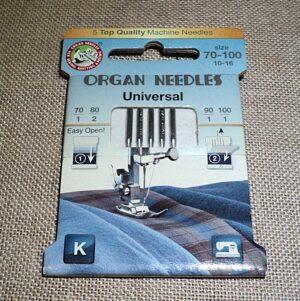 5 Top Quality Machine Needles
size
70-100
10-16
ORGAN NEEDLES
Universal
70 80
1 2
90 100
1 1
Easy Open!
1
2
K